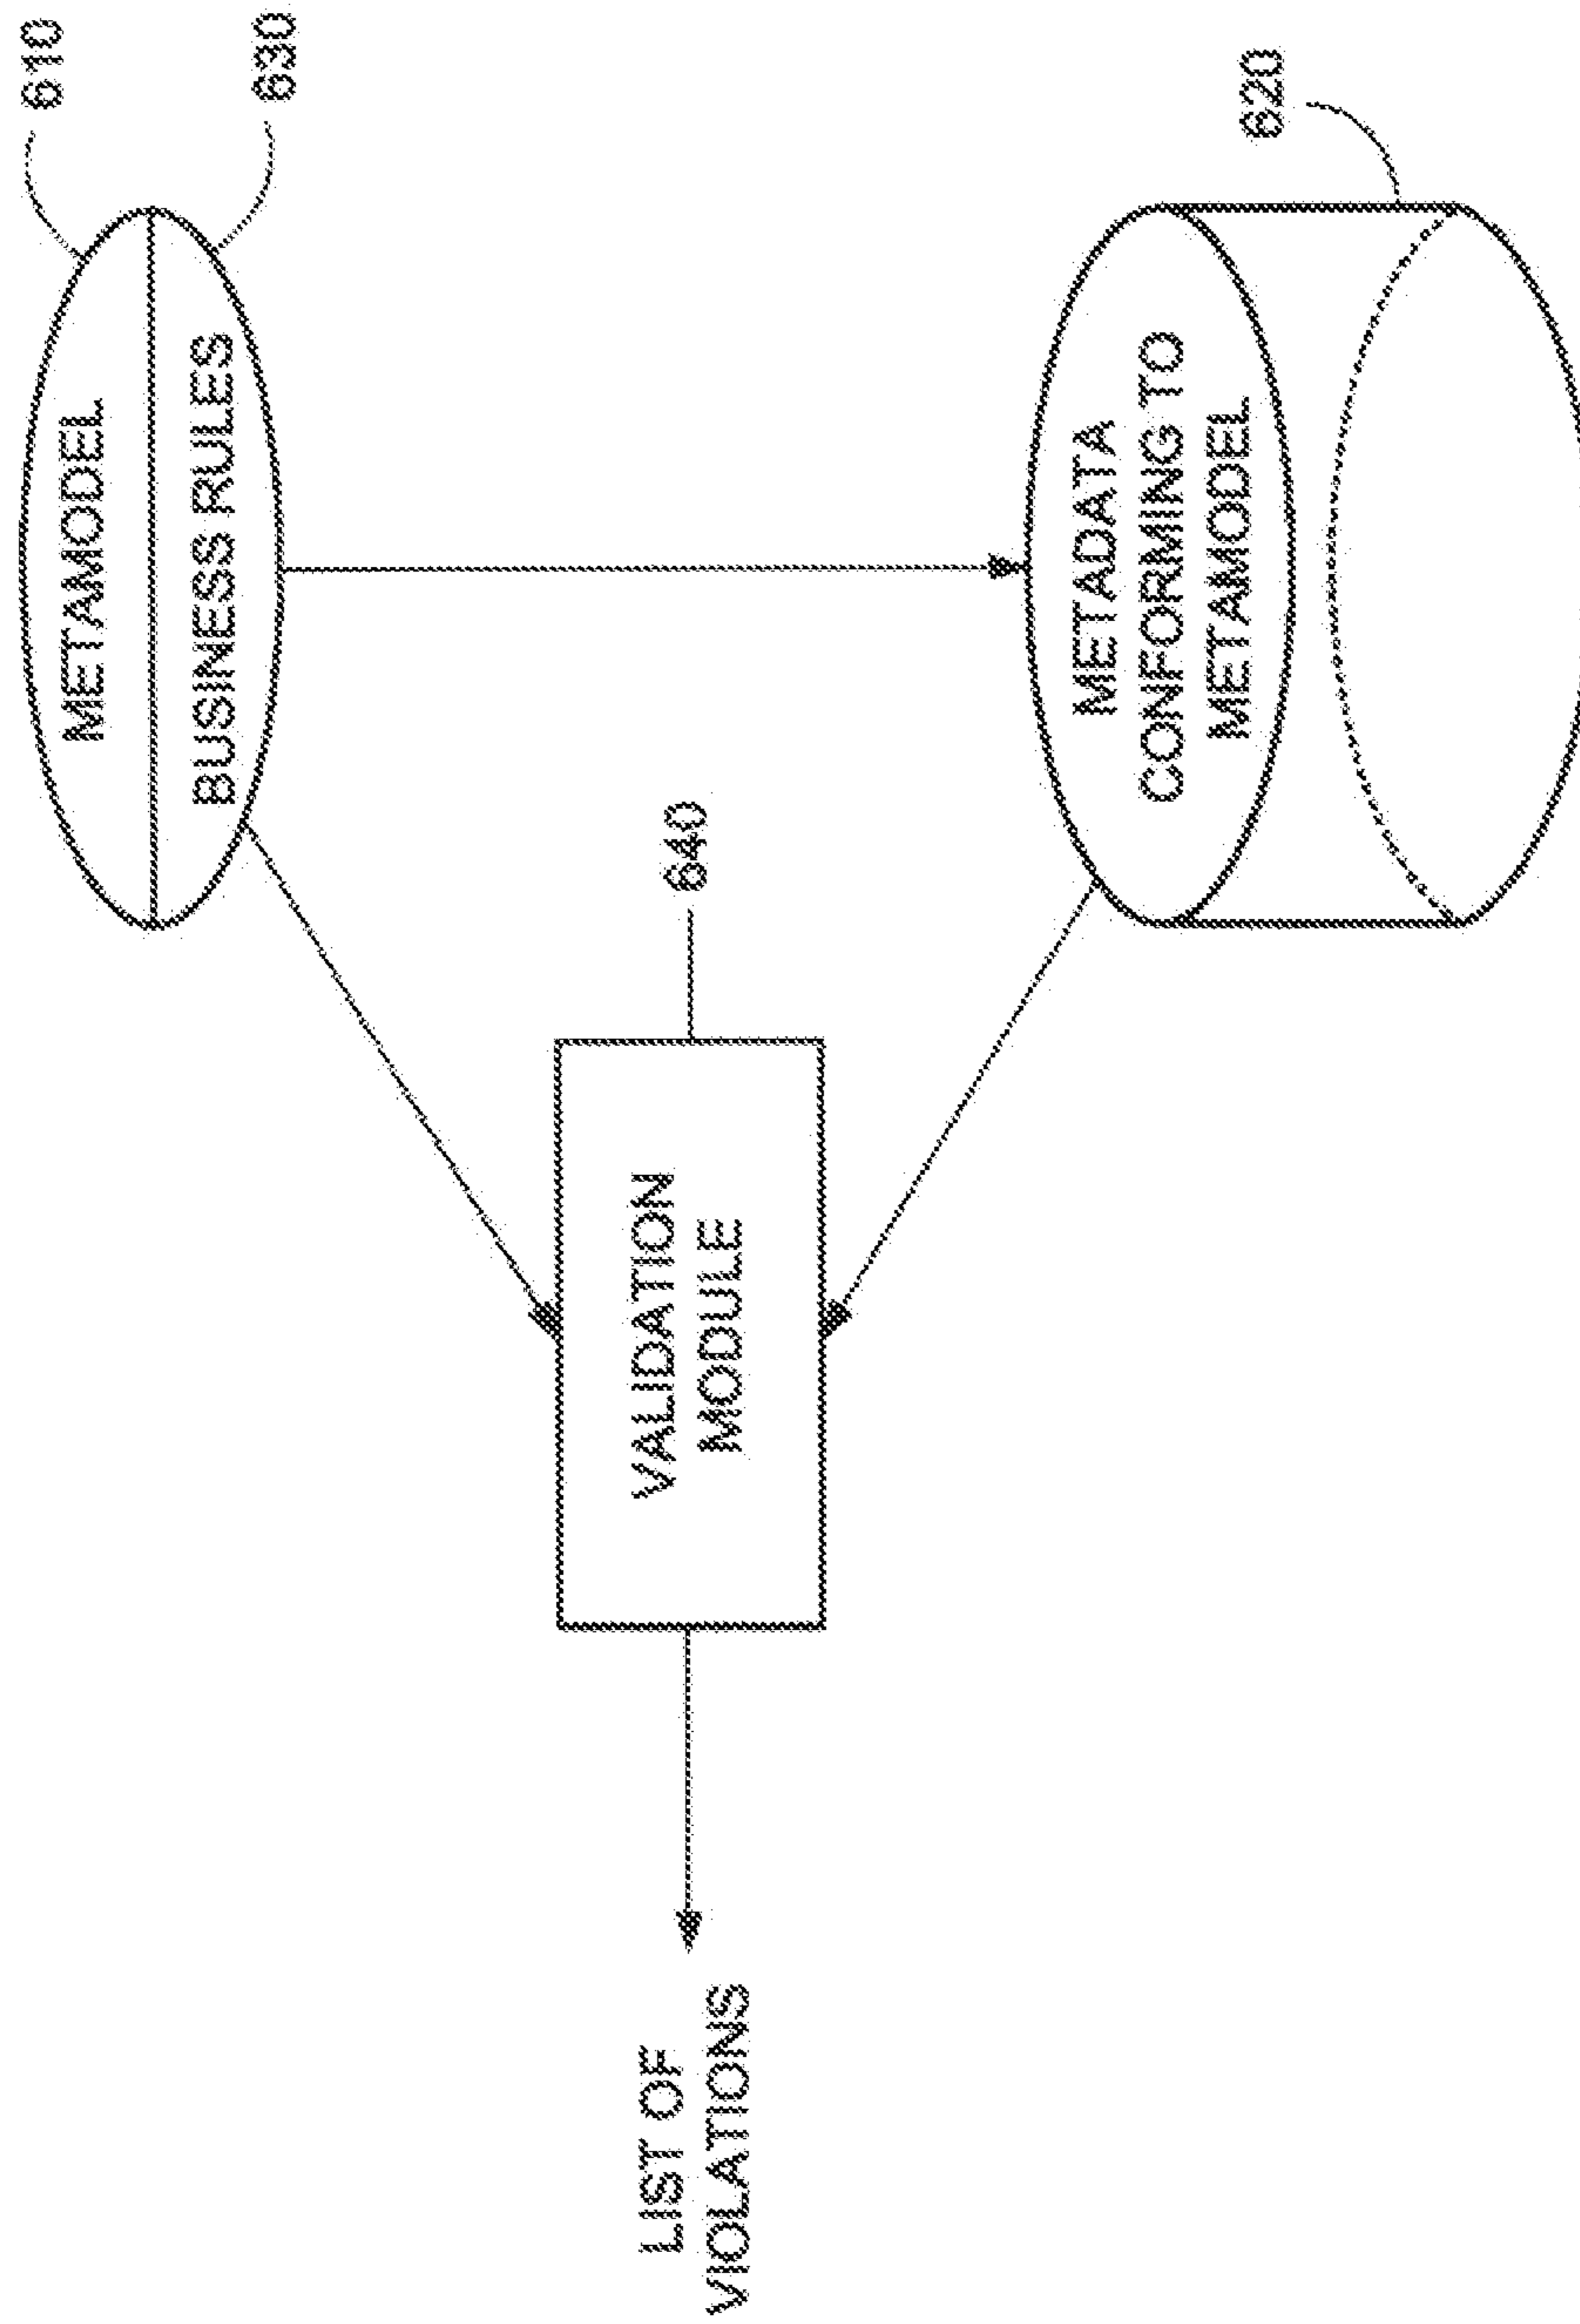 METAMODEL
610
BUSINESS RULES
630
640
VALIDATION
MODULE
LIST OF
VIOLATIONS
METADATA
CONFORMING TO
METAMODEL
620